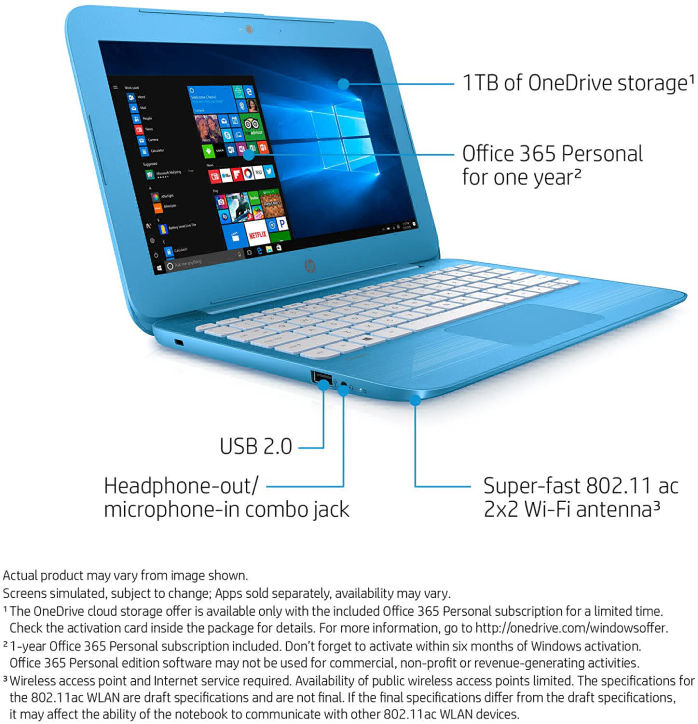 1TB of OneDrive storage¹
Office 365 Personal
for one year²
NETFLIX
hp
USB 2.0
Headphone-out/
microphone-in combo jack
Super-fast 802.11 ac
2x2 Wi-Fi antenna³
Actual product may vary from image shown.
Screens simulated, subject to change; Apps sold separately, availability may vary.
¹ The OneDrive cloud storage offer is available only with the included Office 365 Personal subscription for a limited time.
Check the activation card inside the package for details. For more information, go to http://onedrive.com/windowsoffer.
² 1-year Office 365 Personal subscription included. Don't forget to activate within six months of Windows activation.
Office 365 Personal edition software may not be used for commercial, non-profit or revenue-generating activities.
³ Wireless access point and Internet service required. Availability of public wireless access points limited. The specifications for
the 802.11ac WLAN are draft specifications and are not final. If the final specifications differ from the draft specifications,
it may affect the ability of the notebook to communicate with other 802.11ac WLAN devices.